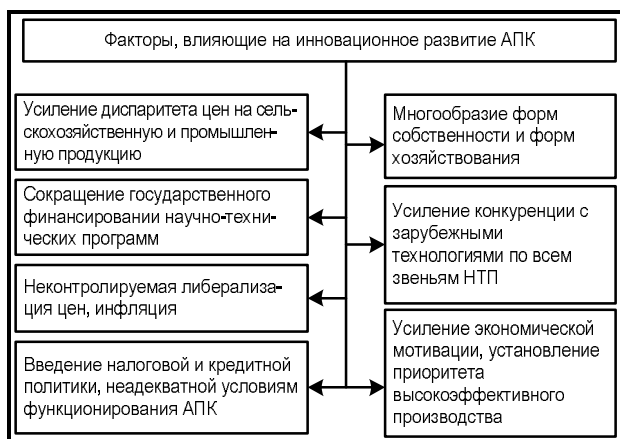 Факторы, влияющие на инновационное развитие АПК
Усиление диспаритета цен на сель-
скохозяйственную и промышлен-
ную продукцию
Сокращение государственного
финансировании научно-техни-
ческих программ
Неконтролируемая либерализа-
ция цен, инфляция
Введение налоговой и кредитной
политики, неадекватной условиям
функционирования АПК
Многообразие форм
собственности и форм
хозяйствования
Усиление конкуренции с
зарубежными
технологиями по всем
звеньям НТП
Усиление экономической
мотивации, установление
приоритета
высокоэффективного
производства